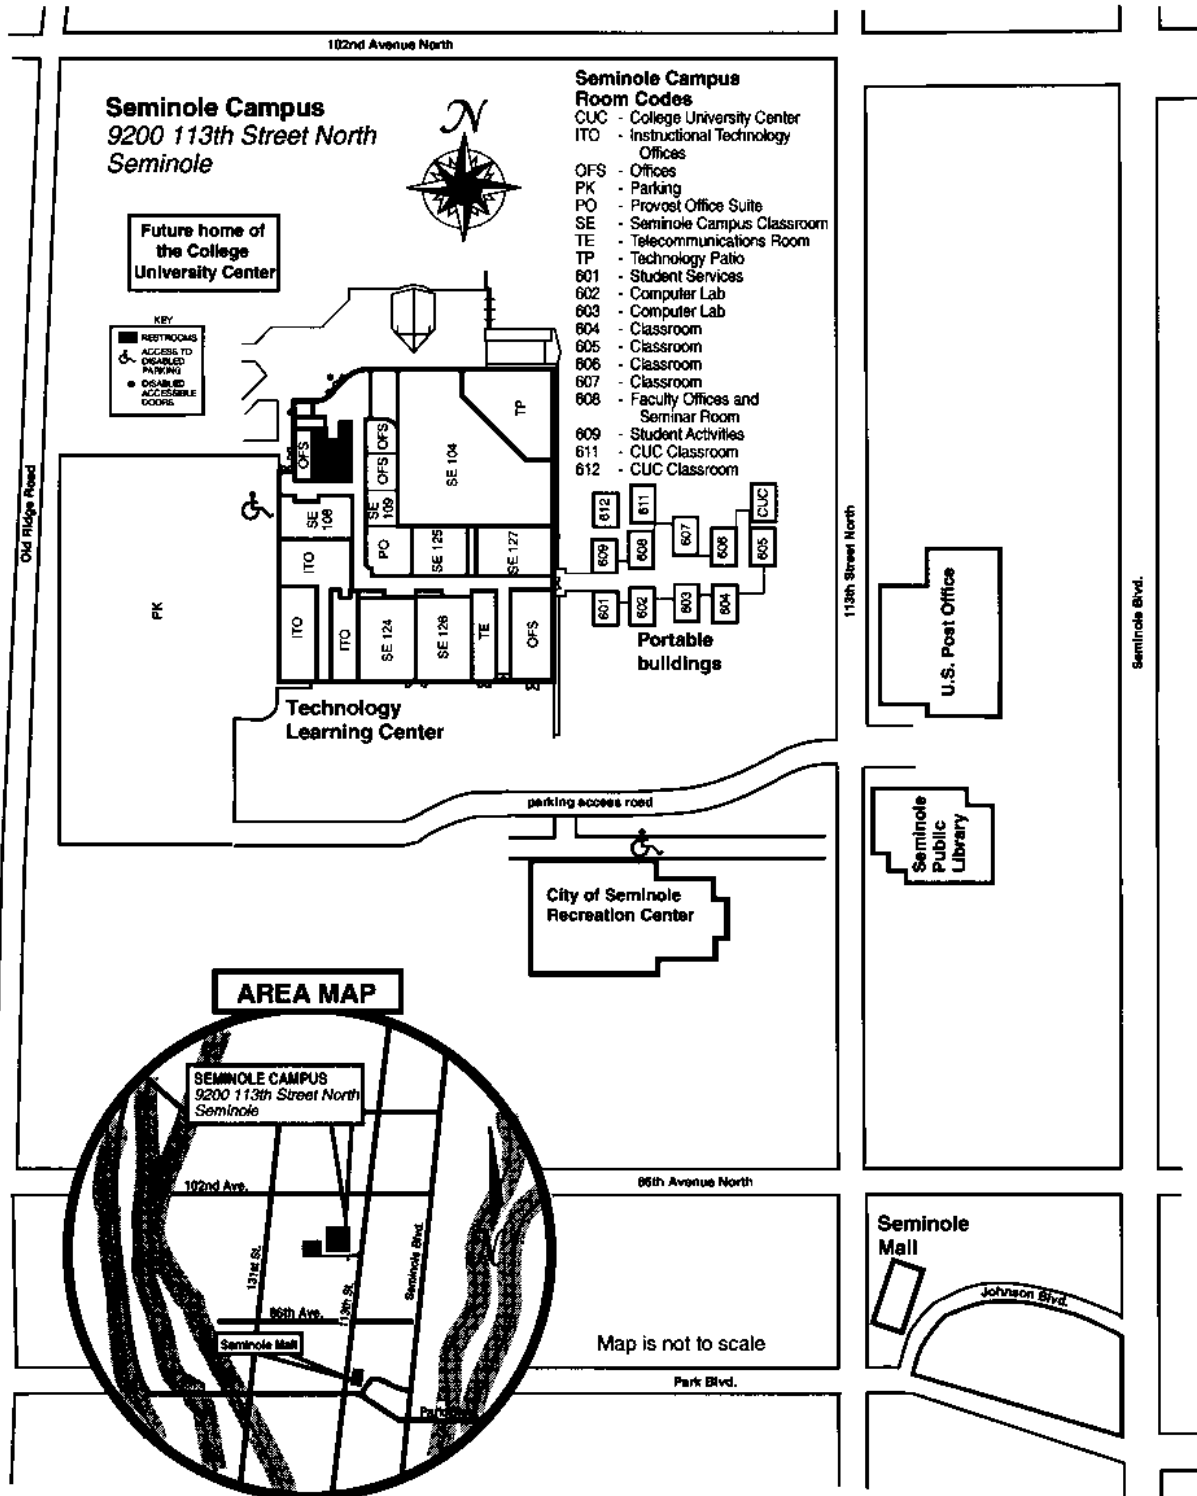 102nd Avenue North
Seminole Campus
9200 113th Street North
Seminole
N
Seminole Campus
Room Codes
CUC - College University Center
ITO - Instructional Technology
Offices
OFS - Offices
PK - Parking
PO - Provost Office Suite
SE - Seminole Campus Classroom
TE - Telecommunications Room
TP - Technology Patio
601 - Student Services
602 - Computer Lab
603 - Computer Lab
604 - Classroom
605 - Classroom
606 - Classroom
607 - Classroom
608 - Faculty Offices and
Seminar Room
609 - Student Activities
611 - CUC Classroom
612 - CUC Classroom
Future home of
the College
University Center
KEY
RESTROOMS
ACCESS TO
DISABLED
PARKING
DISABLED
ACCESSIBLE
DOORS
Old Ridge Road
PK
OFS
OFS
OFS
SE 104
TP
SE
108
SE
109
ITO
PO
SE 125
SE 127
ITO
ITO
SE 124
SE 126
TE
OFS
612
611
607
606
CUC
609
608
605
601
602
603
604
Portable
buildings
Technology
Learning Center
113th Street North
U.S. Post Office
Seminole Blvd.
parking access road
Seminole
Public
Library
City of Seminole
Recreation Center
AREA MAP
SEMINOLE CAMPUS
9200 113th Street North
Seminole
102nd Ave.
131st St.
113th St.
Seminole Blvd.
86th Ave.
Seminole Mall
86th Avenue North
Seminole
Mall
Johnson Blvd.
Map is not to scale
Park Blvd.